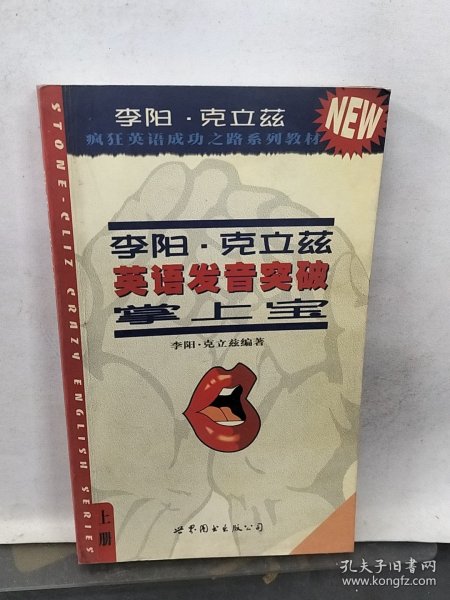 李阳·克立兹
疯狂英语成功之路系列教材
NEW
STONE-CLIZ CRAZY ENGLISH SERIES
李阳·克立兹
英语发音突破
掌上宝
李阳·克立兹编著
上册
世界图书出版公司
孔夫子旧书网
www.kongfz.com